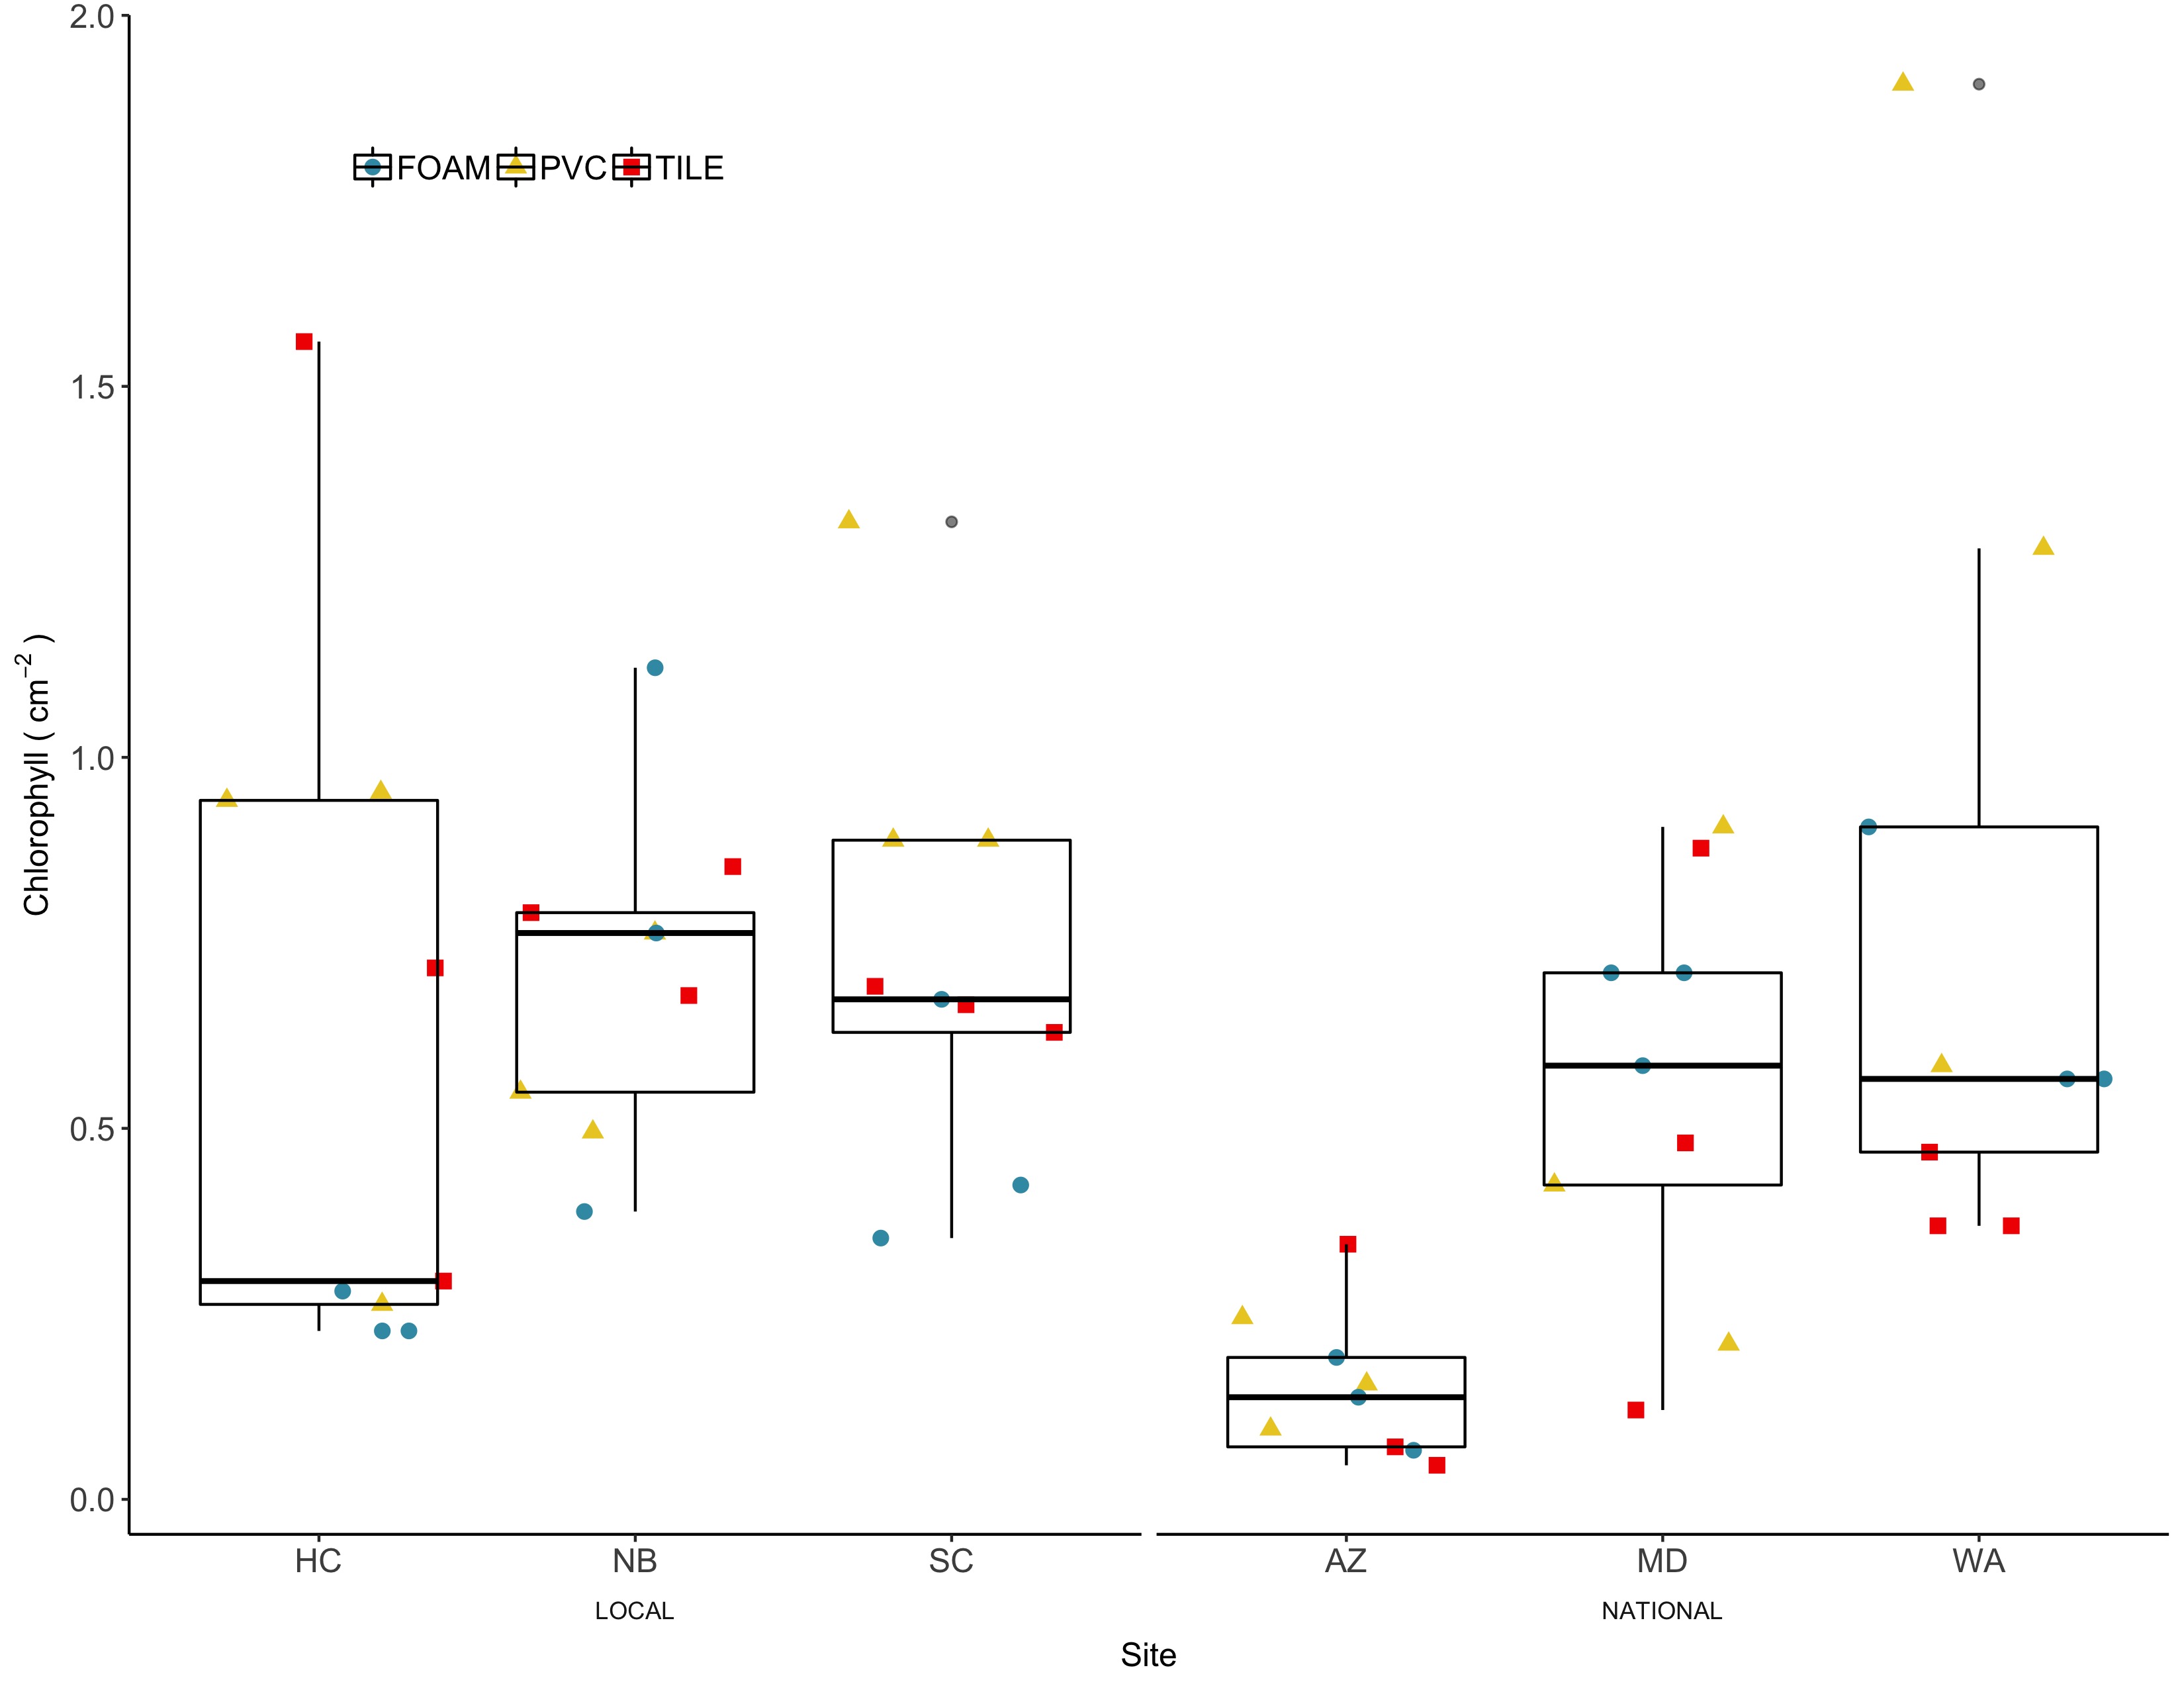 2.0
FOAM PVC TILE
1.5
1.0
0.5
0.0
Chlorophyll ( cm⁻² )
HC NB SC AZ MD WA
LOCAL NATIONAL
Site